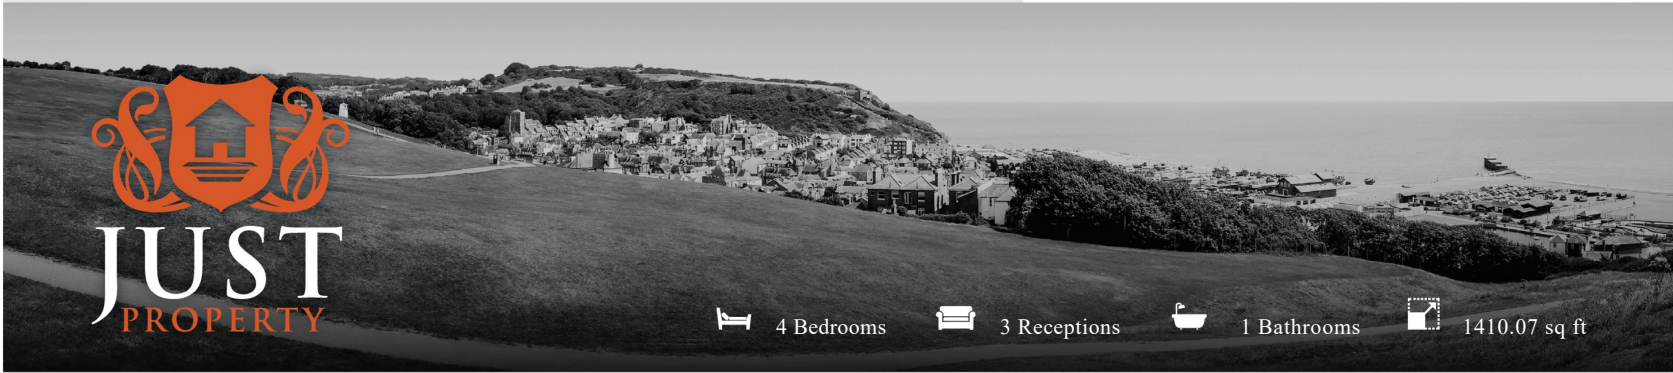 JUST
PROPERTY
4 Bedrooms
3 Receptions
1 Bathrooms
1410.07 sq ft